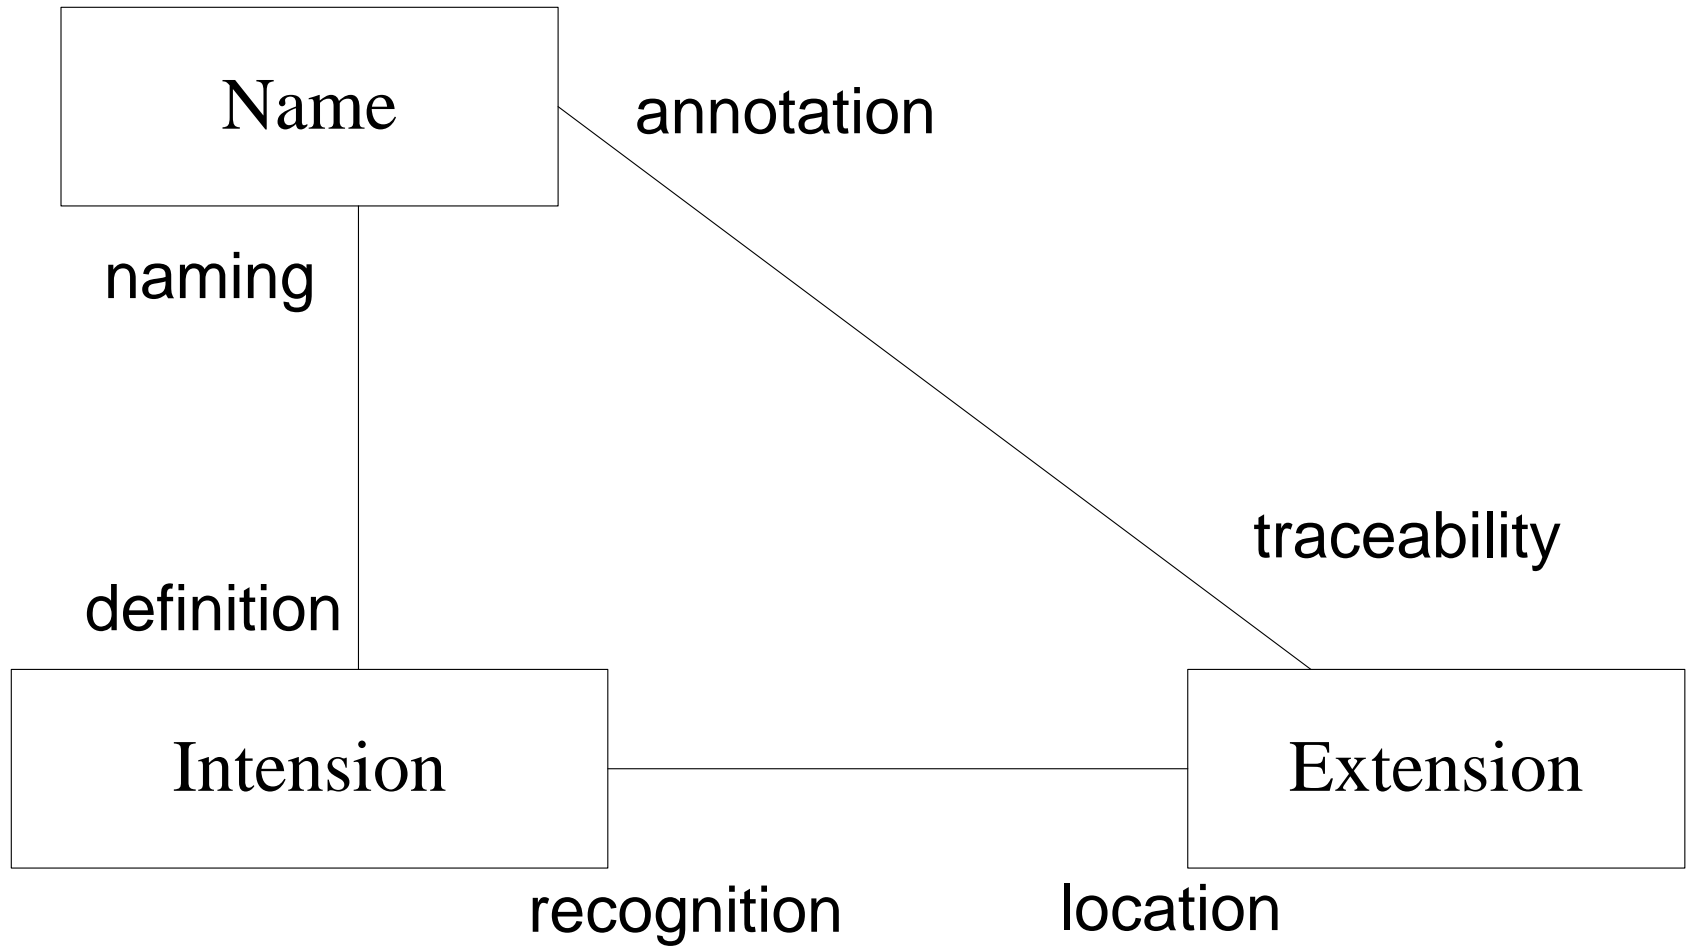 Name
annotation
naming
traceability
definition
Intension
Extension
recognition
location